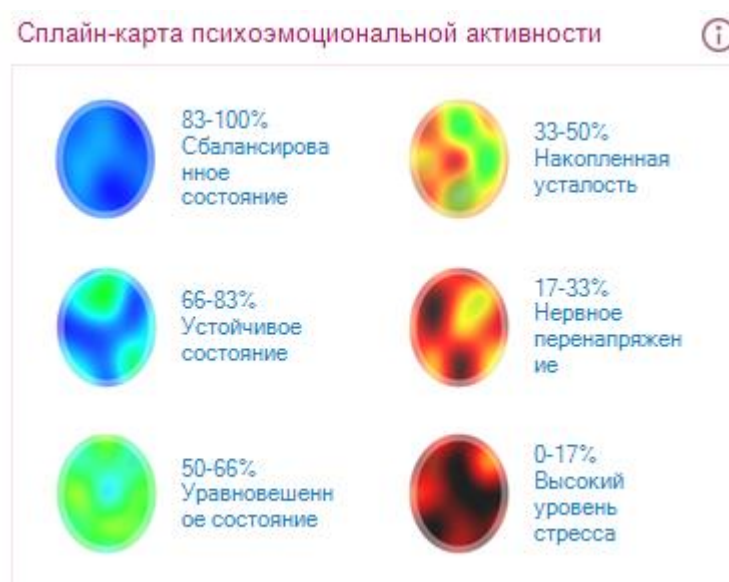 Сплайн-карта психоэмоциональной активности
83-100%
Сбалансирова
нное
состояние
33-50%
Накопленная
усталость
66-83%
Устойчивое
состояние
17-33%
Нервное
перенапряжен
ие
50-66%
Уравновешенн
ое состояние
0-17%
Высокий
уровень
стресса